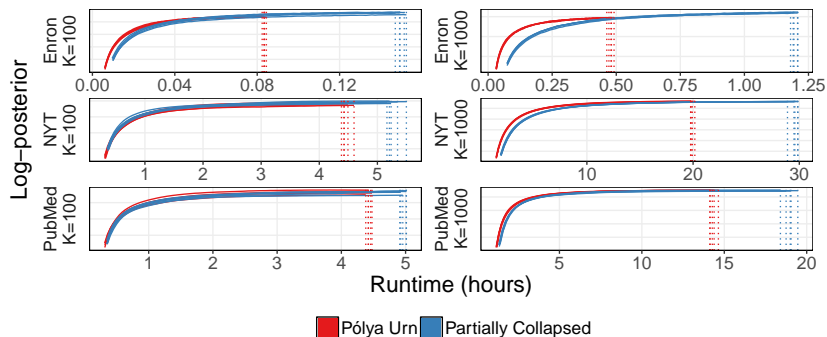 Log−posterior
Enron
K=100
0.00 0.04 0.08 0.12
Enron
K=1000
0.00 0.25 0.50 0.75 1.00 1.25
NYT
K=100
1 2 3 4 5
NYT
K=1000
10 20 30
PubMed
K=100
1 2 3 4 5
PubMed
K=1000
5 10 15 20
Runtime (hours)
Pólya Urn Partially Collapsed